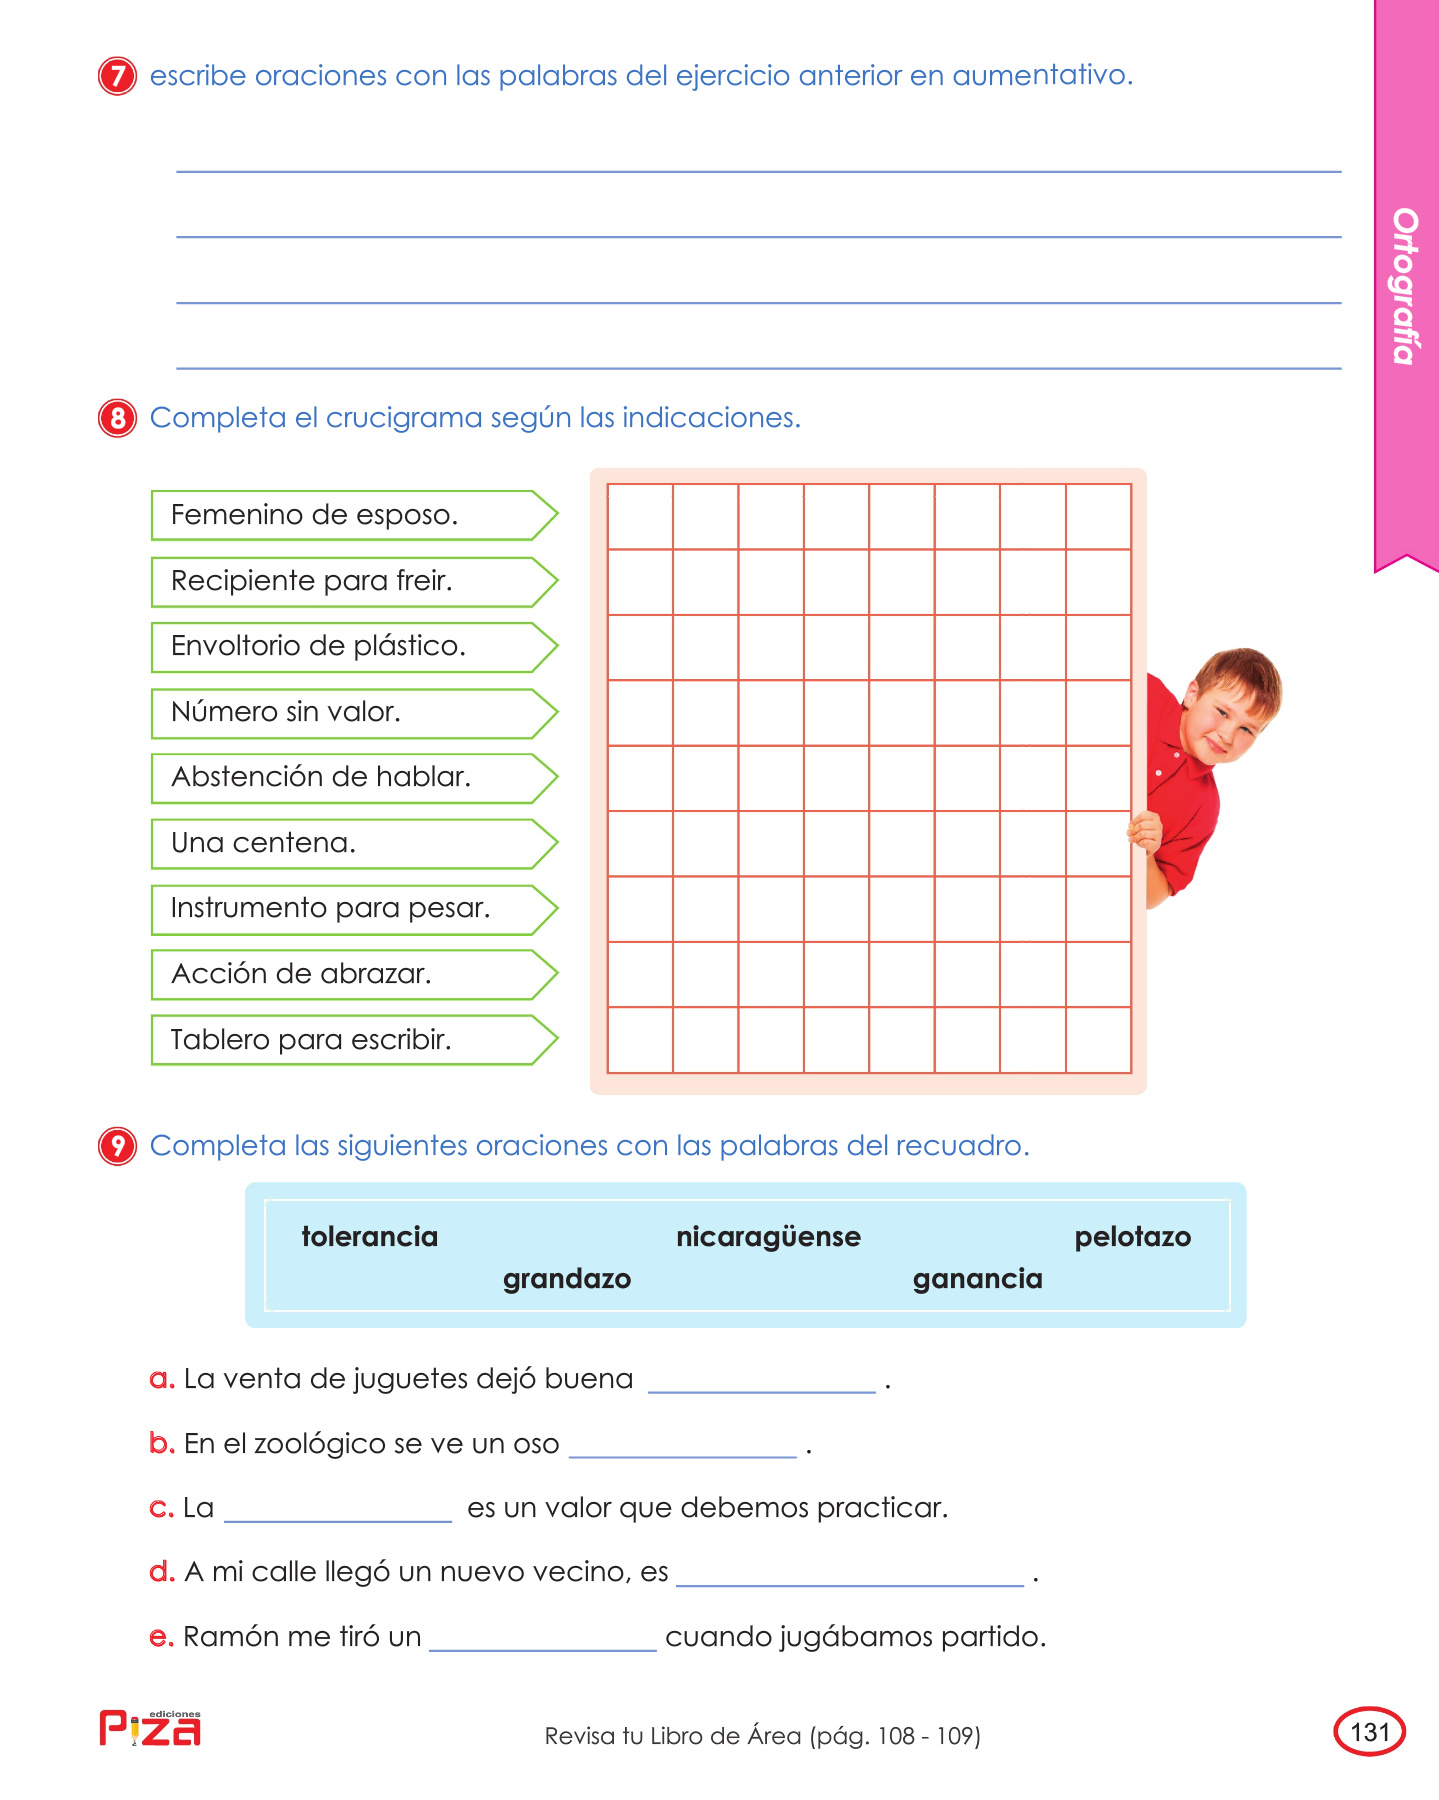 7 escribe oraciones con las palabras del ejercicio anterior en aumentativo.
Ortografía
8 Completa el crucigrama según las indicaciones.
Femenino de esposo.
Recipiente para freir.
Envoltorio de plástico.
Número sin valor.
Abstención de hablar.
Una centena.
Instrumento para pesar.
Acción de abrazar.
Tablero para escribir.
9 Completa las siguientes oraciones con las palabras del recuadro.
tolerancia nicaragüense pelotazo
grandazo ganancia
a. La venta de juguetes dejó buena ______ .
b. En el zoológico se ve un oso ______ .
c. La ______ es un valor que debemos practicar.
d. A mi calle llegó un nuevo vecino, es ______ .
e. Ramón me tiró un ______ cuando jugábamos partido.
ediciones
Piza
Revisa tu Libro de Área (pág. 108 - 109)
131